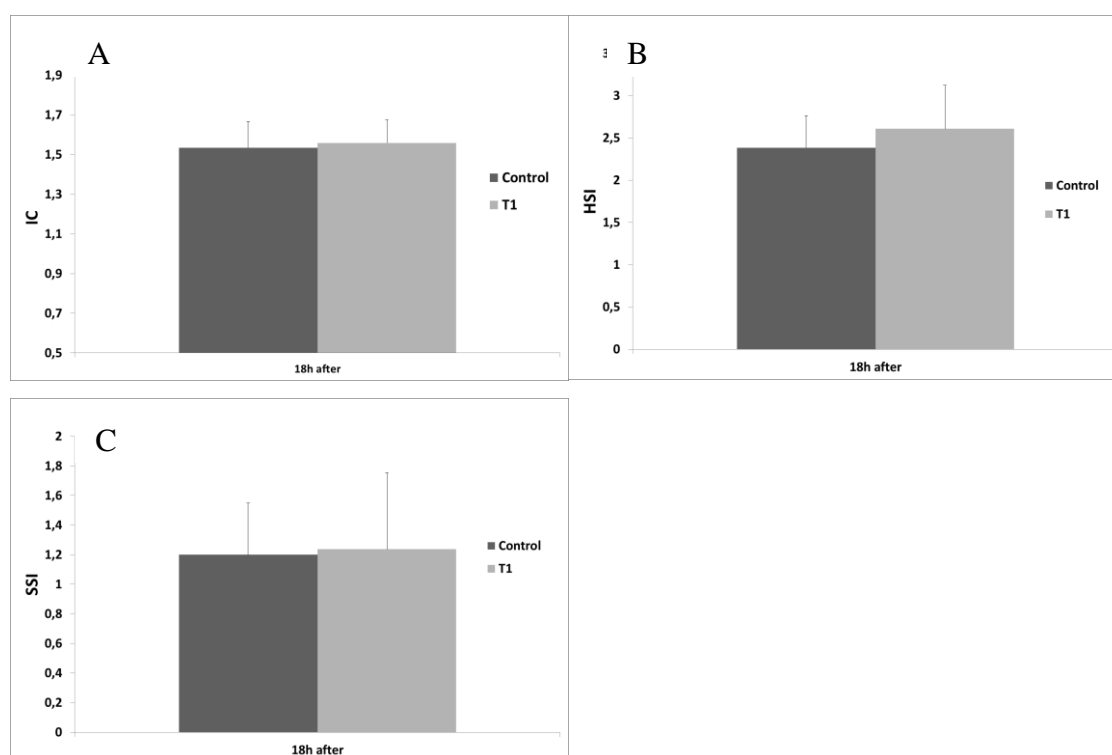 A
1,9
1,7
1,5
1,3
1,1
0,9
0,7
0,5
IC
18h after
Control
T1
B
3
2,5
2
1,5
1
0,5
0
HSI
18h after
Control
T1
C
2
1,8
1,6
1,4
1,2
1
0,8
0,6
0,4
0,2
0
SSI
18h after
Control
T1